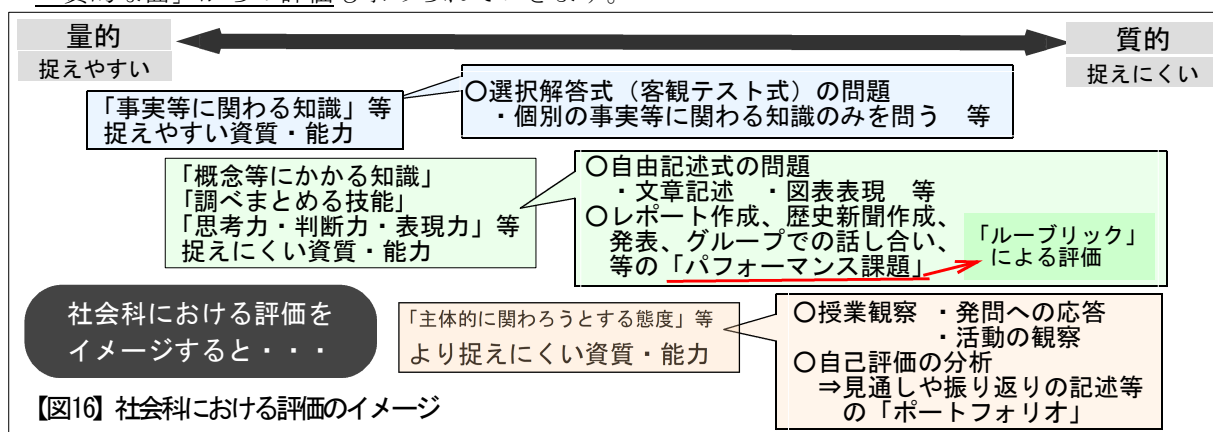 量的
捉えやすい
質的
捉えにくい
「事実等に関わる知識」等
捉えやすい資質・能力
〇選択解答式（客観テスト式）の問題
・個別の事実等に関わる知識のみを問う　等
「概念等にかかる知識」
「調べまとめる技能」
「思考力・判断力・表現力」等
捉えにくい資質・能力
〇自由記述式の問題
・文章記述　・図表表現　等
〇レポート作成、歴史新聞作成、
発表、グループでの話し合い、
等の「パフォーマンス課題」
「ルーブリック」
による評価
社会科における評価を
イメージすると・・・
「主体的に関わろうとする態度」等
より捉えにくい資質・能力
〇授業観察　・発問への応答
・活動の観察
〇自己評価の分析
⇒見通しや振り返りの記述等
の「ポートフォリオ」
【図16】社会科における評価のイメージ